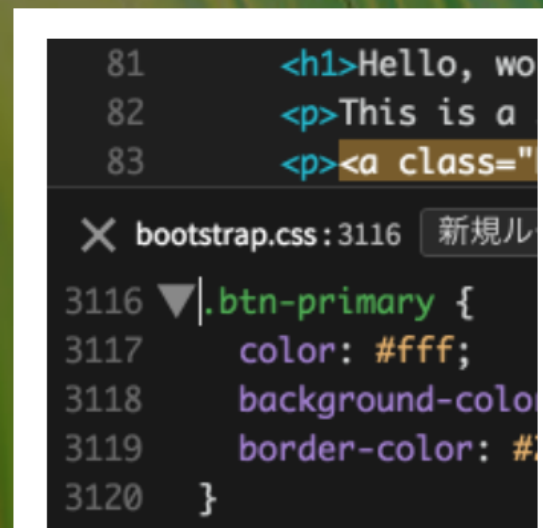 81 <h1>Hello, wo
82 <p>This is a
83 <p><a class="
bootstrap.css:3116 新規ル
3116 .btn-primary {
3117 color: #fff;
3118 background-colo
3119 border-color: #
3120 }